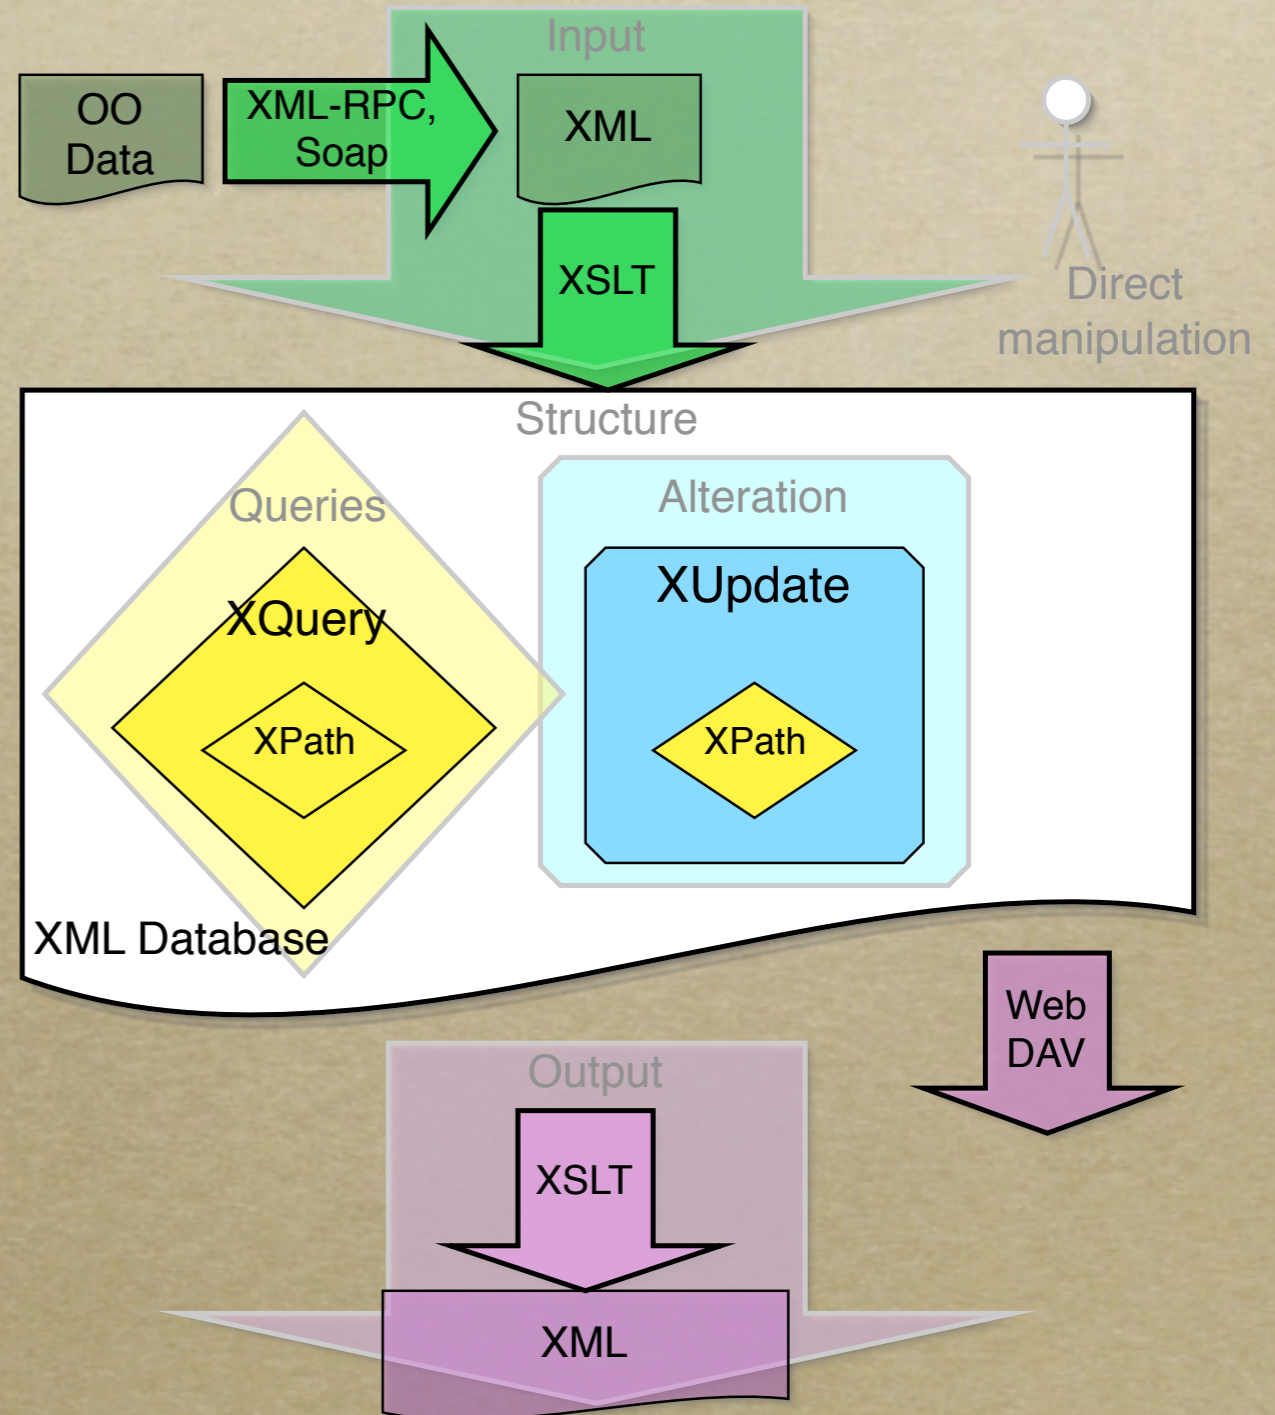 Input
OO
Data
XML-RPC,
Soap
XML
XSLT
Direct
manipulation
Structure
Queries
Alteration
XQuery
XUpdate
XPath
XPath
XML Database
Web
DAV
Output
XSLT
XML